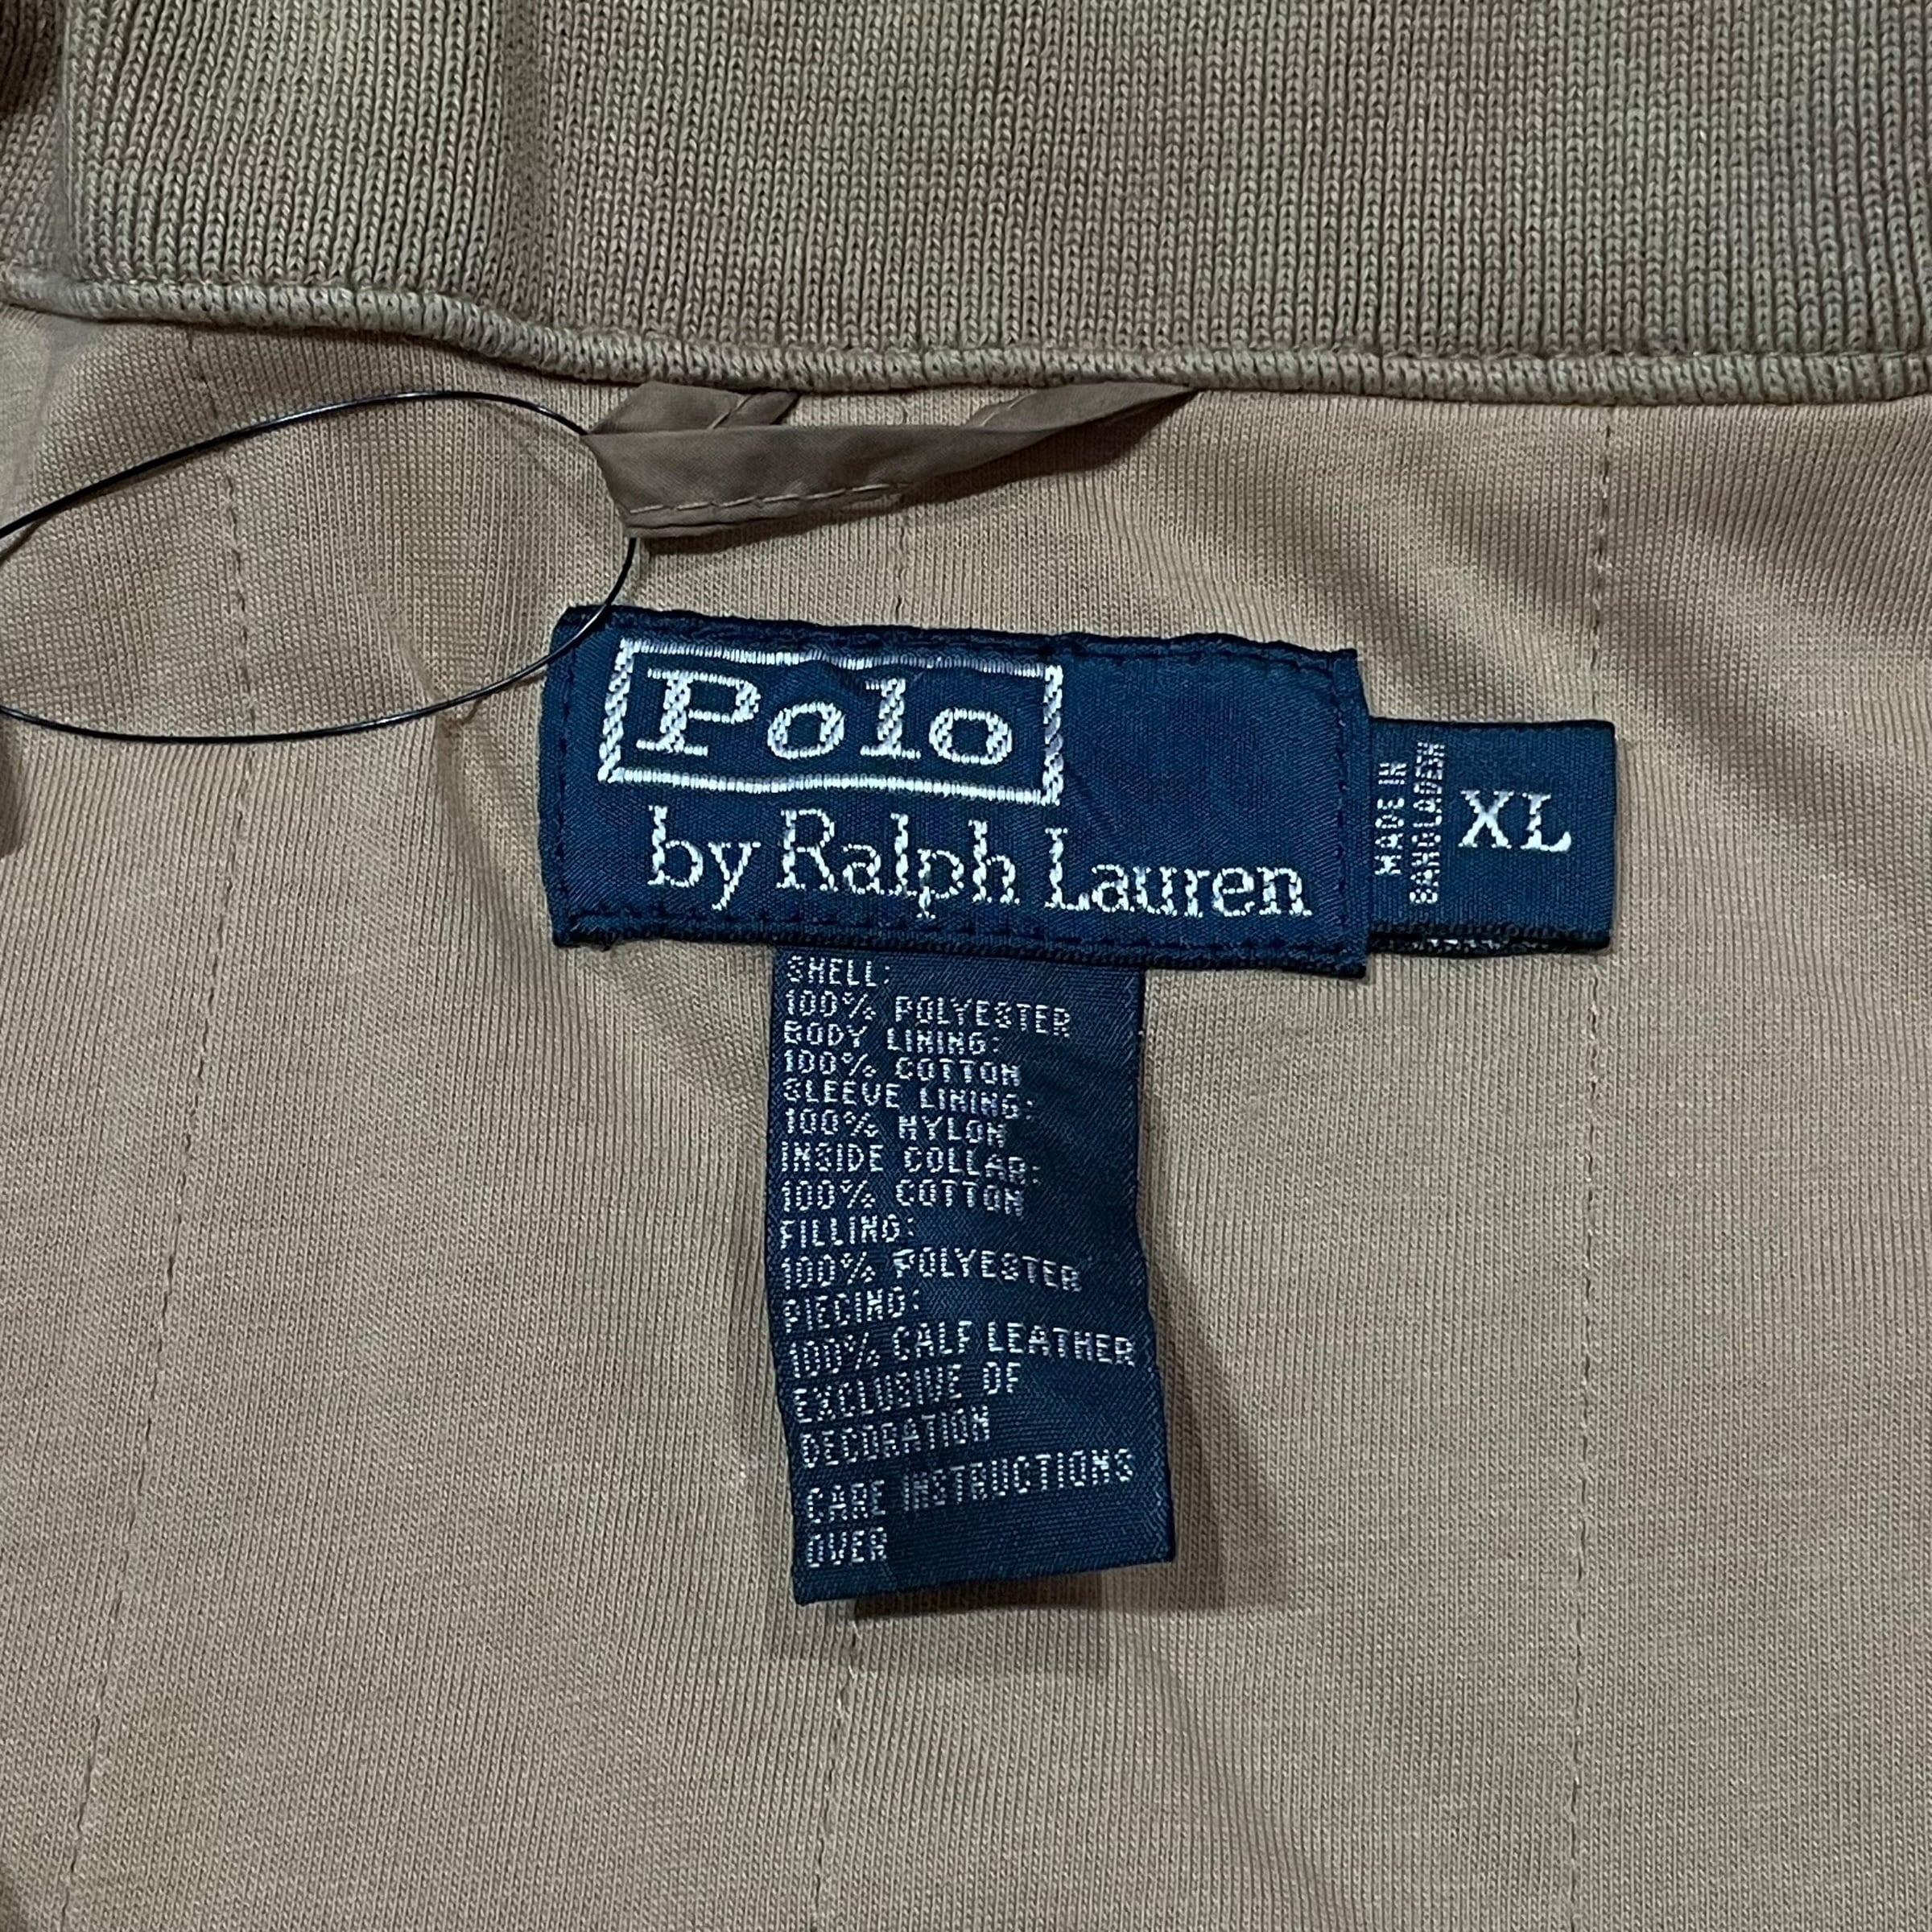 Polo
by Ralph Lauren
MADE IN
BANGLADESH
XL
SHELL:
100% POLYESTER
BODY LINING:
100% COTTON
SLEEVE LINING:
100% NYLON
INSIDE COLLAR:
100% COTTON
FILLING:
100% POLYESTER
PIECING:
100% CALF LEATHER
EXCLUSIVE OF
DECORATION
CARE INSTRUCTIONS
OVER